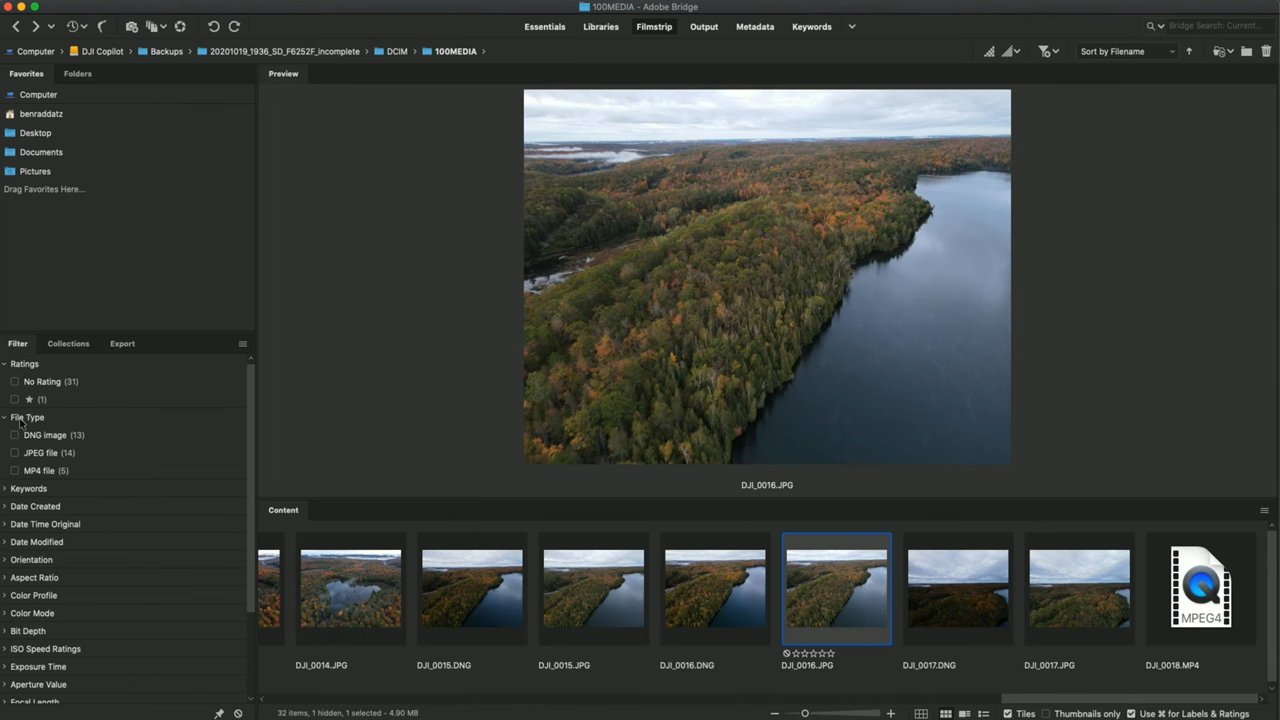 100MEDIA - Adobe Bridge
Essentials Libraries Filmstrip Output Metadata Keywords
Bridge Search: Current...
Computer DJI Copilot Backups 20201019_1936_SD_F6252F_incomplete DCIM 100MEDIA
Sort by Filename
Favorites Folders
Computer
benraddatz
Desktop
Documents
Pictures
Drag Favorites Here...
Preview
DJI_0016.JPG
Filter Collections Export
Ratings
No Rating (31)
★ (1)
File Type
DNG image (13)
JPEG file (14)
MP4 file (5)
Keywords
Date Created
Date Time Original
Date Modified
Orientation
Aspect Ratio
Color Profile
Color Mode
Bit Depth
ISO Speed Ratings
Exposure Time
Aperture Value
Focal Length
Content
MPEG4
DJI_0014.JPG DJI_0015.DNG DJI_0015.JPG DJI_0016.DNG DJI_0016.JPG DJI_0017.DNG DJI_0017.JPG DJI_0018.MP4
32 items, 1 hidden, 1 selected - 4.90 MB
Tiles Thumbnails only Use ⌘ for Labels & Ratings